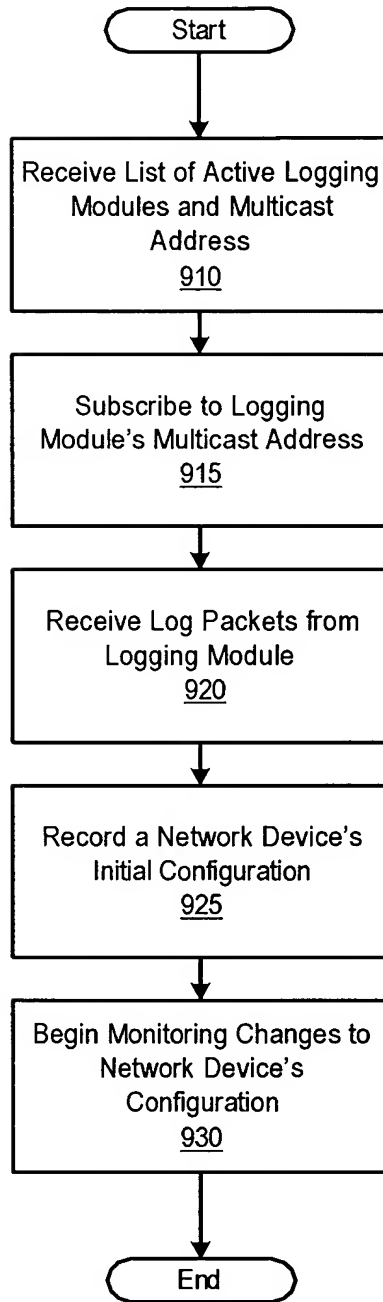 Start
Receive List of Active Logging
Modules and Multicast
Address
910
Subscribe to Logging
Module's Multicast Address
915
Receive Log Packets from
Logging Module
920
Record a Network Device's
Initial Configuration
925
Begin Monitoring Changes to
Network Device's
Configuration
930
End